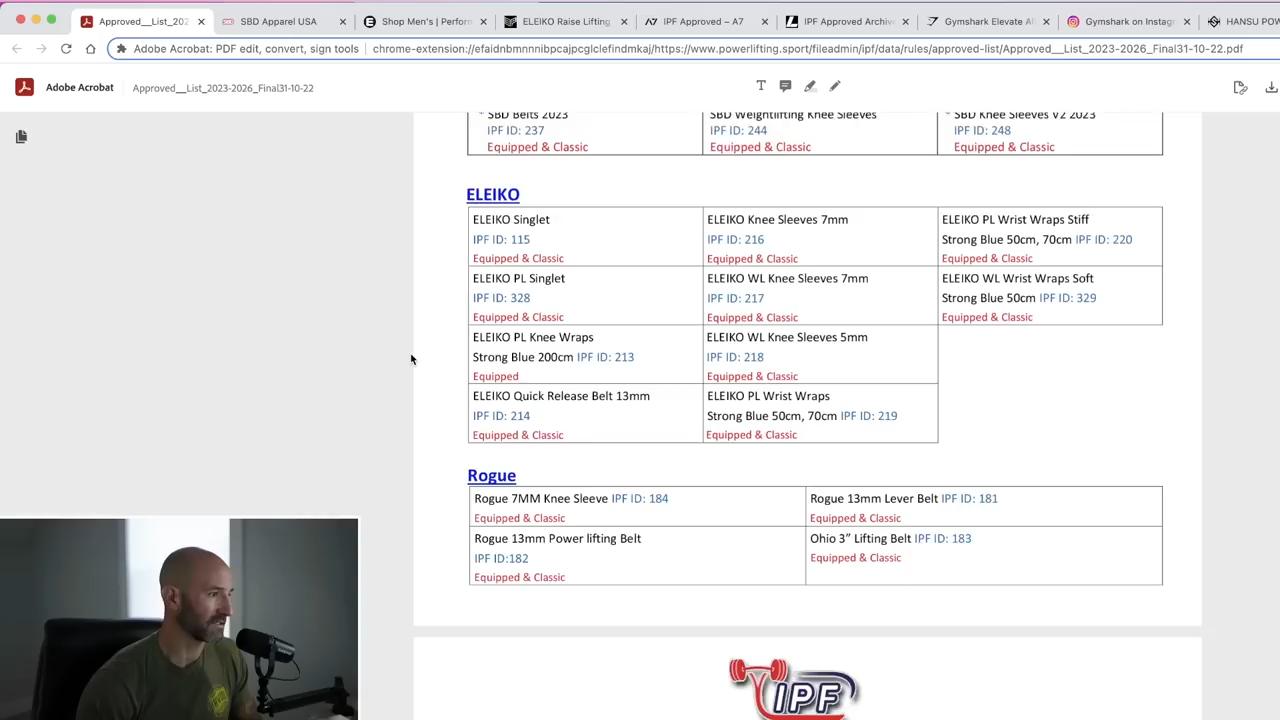 Approved__List_202
SBD Apparel USA
Shop Men's | Perform
ELEIKO Raise Lifting
IPF Approved – A7
IPF Approved Archiv
Gymshark Elevate Al
Gymshark on Instag
HANSU POW
Adobe Acrobat: PDF edit, convert, sign tools
chrome-extension://efaidnbmnnnibpcajpcglclefindmkaj/https://www.powerlifting.sport/fileadmin/ipf/data/rules/approved-list/Approved__List_2023-2026_Final31-10-22.pdf
Adobe Acrobat
Approved__List_2023-2026_Final31-10-22
* SBD Belts 2023
IPF ID: 237
Equipped & Classic
SBD Weightlifting Knee Sleeves
IPF ID: 244
Equipped & Classic
* SBD Knee Sleeves V2 2023
IPF ID: 248
Equipped & Classic
ELEIKO
ELEIKO Singlet
IPF ID: 115
Equipped & Classic
ELEIKO Knee Sleeves 7mm
IPF ID: 216
Equipped & Classic
ELEIKO PL Wrist Wraps Stiff
Strong Blue 50cm, 70cm IPF ID: 220
Equipped & Classic
ELEIKO PL Singlet
IPF ID: 328
Equipped & Classic
ELEIKO WL Knee Sleeves 7mm
IPF ID: 217
Equipped & Classic
ELEIKO WL Wrist Wraps Soft
Strong Blue 50cm IPF ID: 329
Equipped & Classic
ELEIKO PL Knee Wraps
Strong Blue 200cm IPF ID: 213
Equipped
ELEIKO WL Knee Sleeves 5mm
IPF ID: 218
Equipped & Classic
ELEIKO Quick Release Belt 13mm
IPF ID: 214
Equipped & Classic
ELEIKO PL Wrist Wraps
Strong Blue 50cm, 70cm IPF ID: 219
Equipped & Classic
Rogue
Rogue 7MM Knee Sleeve IPF ID: 184
Equipped & Classic
Rogue 13mm Lever Belt IPF ID: 181
Equipped & Classic
Rogue 13mm Power lifting Belt
IPF ID:182
Equipped & Classic
Ohio 3” Lifting Belt IPF ID: 183
Equipped & Classic
IPF